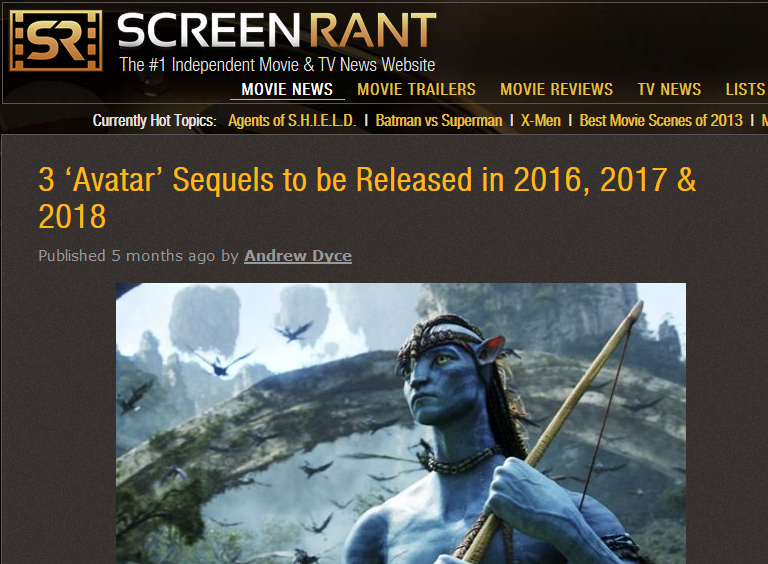 SR
SCREEN RANT
The #1 Independent Movie & TV News Website
MOVIE NEWS MOVIE TRAILERS MOVIE REVIEWS TV NEWS LISTS
Currently Hot Topics: Agents of S.H.I.E.L.D. I Batman vs Superman I X-Men I Best Movie Scenes of 2013 I M
3 ‘Avatar’ Sequels to be Released in 2016, 2017 &
2018
Published 5 months ago by Andrew Dyce